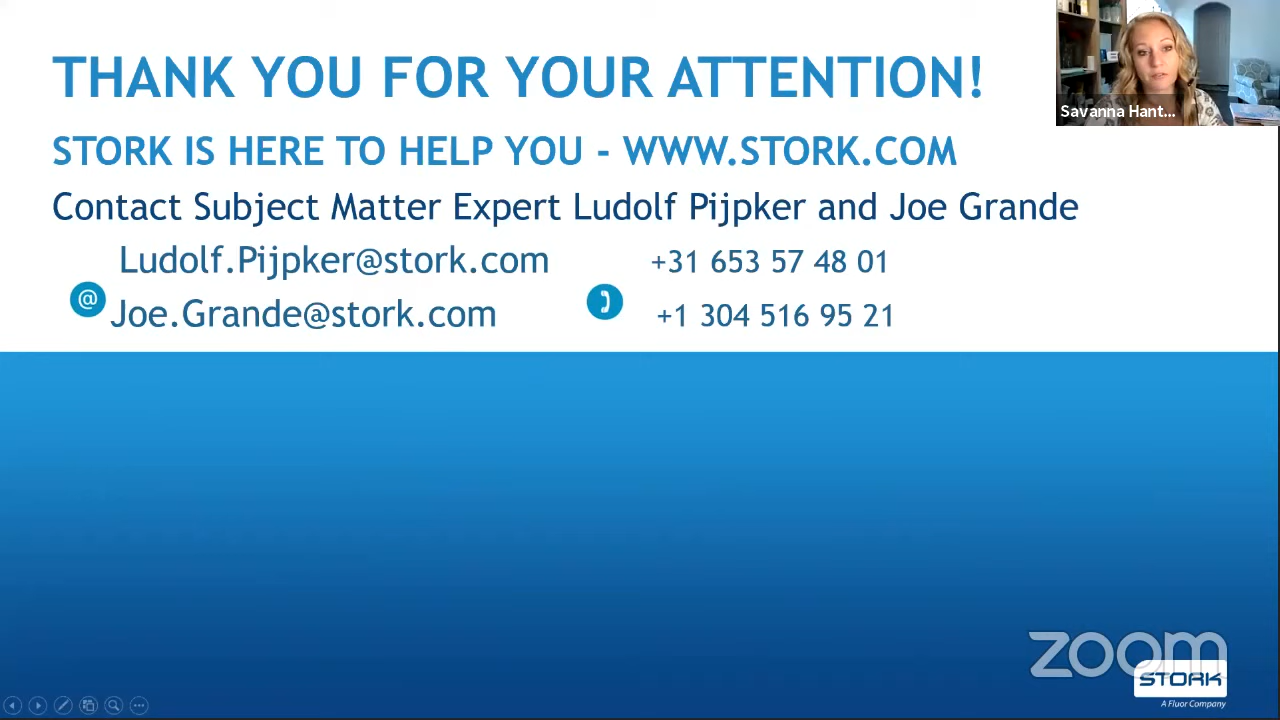 THANK YOU FOR YOUR ATTENTION!
Savanna Hant...
STORK IS HERE TO HELP YOU - WWW.STORK.COM
Contact Subject Matter Expert Ludolf Pijpker and Joe Grande
Ludolf.Pijpker@stork.com
+31 653 57 48 01
@
Joe.Grande@stork.com
+1 304 516 95 21
zoom
STORK
A Fluor Company